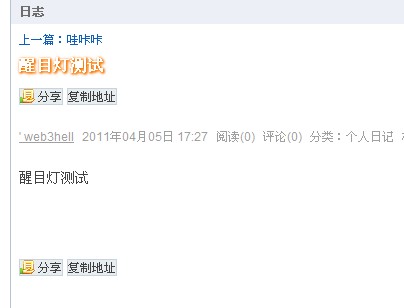 日志
上一篇：哇咔咔
醒目灯测试
分享 复制地址
' web3hell 2011年04月05日 17:27 阅读(0) 评论(0) 分类：个人日记
醒目灯测试
分享 复制地址